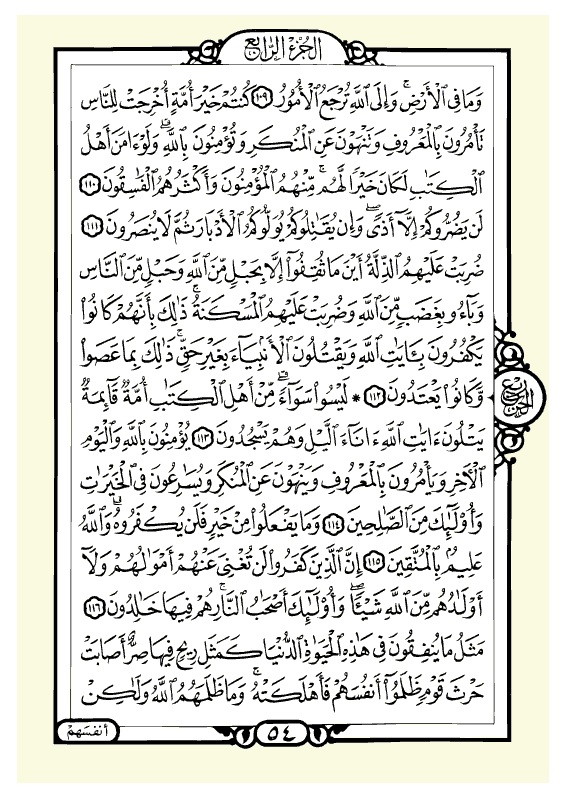 الجزء الرابع
وَمَا فِى الْأَرْضِ ۚ وَإِلَى اللَّهِ تُرْجَعُ الْأُمُورُ ﴿١٠٩﴾ كُنتُمْ خَيْرَ أُمَّةٍ أُخْرِجَتْ لِلنَّاسِ
تَأْمُرُونَ بِالْمَعْرُوفِ وَتَنْهَوْنَ عَنِ الْمُنكَرِ وَتُؤْمِنُونَ بِاللَّهِ ۗ وَلَوْ ءَامَنَ أَهْلُ
الْكِتَٰبِ لَكَانَ خَيْرًا لَّهُم ۚ مِّنْهُمُ الْمُؤْمِنُونَ وَأَكْثَرُهُمُ الْفَٰسِقُونَ ﴿١١٠﴾
لَن يَضُرُّوكُمْ إِلَّآ أَذًى ۖ وَإِن يُقَٰتِلُوكُمْ يُوَلُّوكُمُ الْأَدْبَارَ ثُمَّ لَا يُنصَرُونَ ﴿١١١﴾
ضُرِبَتْ عَلَيْهِمُ الذِّلَّةُ أَيْنَ مَا ثُقِفُوٓا إِلَّا بِحَبْلٍ مِّنَ اللَّهِ وَحَبْلٍ مِّنَ النَّاسِ
وَبَآءُو بِغَضَبٍ مِّنَ اللَّهِ وَضُرِبَتْ عَلَيْهِمُ الْمَسْكَنَةُ ۚ ذَٰلِكَ بِأَنَّهُمْ كَانُوا
يَكْفُرُونَ بِـَٔايَٰتِ اللَّهِ وَيَقْتُلُونَ الْأَنۢبِيَآءَ بِغَيْرِ حَقٍّ ۚ ذَٰلِكَ بِمَا عَصَوا
وَّكَانُوا يَعْتَدُونَ ﴿١١٢﴾ * لَيْسُوا سَوَآءً ۗ مِّنْ أَهْلِ الْكِتَٰبِ أُمَّةٌ قَآئِمَةٌ
يَتْلُونَ ءَايَٰتِ اللَّهِ ءَانَآءَ الَّيْلِ وَهُمْ يَسْجُدُونَ ﴿١١٣﴾ يُؤْمِنُونَ بِاللَّهِ وَالْيَوْمِ
الْءَاخِرِ وَيَأْمُرُونَ بِالْمَعْرُوفِ وَيَنْهَوْنَ عَنِ الْمُنكَرِ وَيُسَٰرِعُونَ فِى الْخَيْرَٰتِ
وَأُو۟لَٰٓئِكَ مِنَ الصَّٰلِحِينَ ﴿١١٤﴾ وَمَا يَفْعَلُوا مِنْ خَيْرٍ فَلَن يُكْفَرُوهُ ۗ وَاللَّهُ
عَلِيمٌۢ بِالْمُتَّقِينَ ﴿١١٥﴾ إِنَّ الَّذِينَ كَفَرُوا لَن تُغْنِىَ عَنْهُمْ أَمْوَٰلُهُمْ وَلَآ
أَوْلَٰدُهُم مِّنَ اللَّهِ شَيْـًٔا ۖ وَأُو۟لَٰٓئِكَ أَصْحَٰبُ النَّارِ ۚ هُمْ فِيهَا خَٰلِدُونَ ﴿١١٦﴾
مَثَلُ مَا يُنفِقُونَ فِى هَٰذِهِ الْحَيَوٰةِ الدُّنْيَا كَمَثَلِ رِيحٍ فِيهَا صِرٌّ أَصَابَتْ
حَرْثَ قَوْمٍ ظَلَمُوٓا أَنفُسَهُمْ فَأَهْلَكَتْهُ ۚ وَمَا ظَلَمَهُمُ اللَّهُ وَلَٰكِنْ
أنفسهم
٥٤